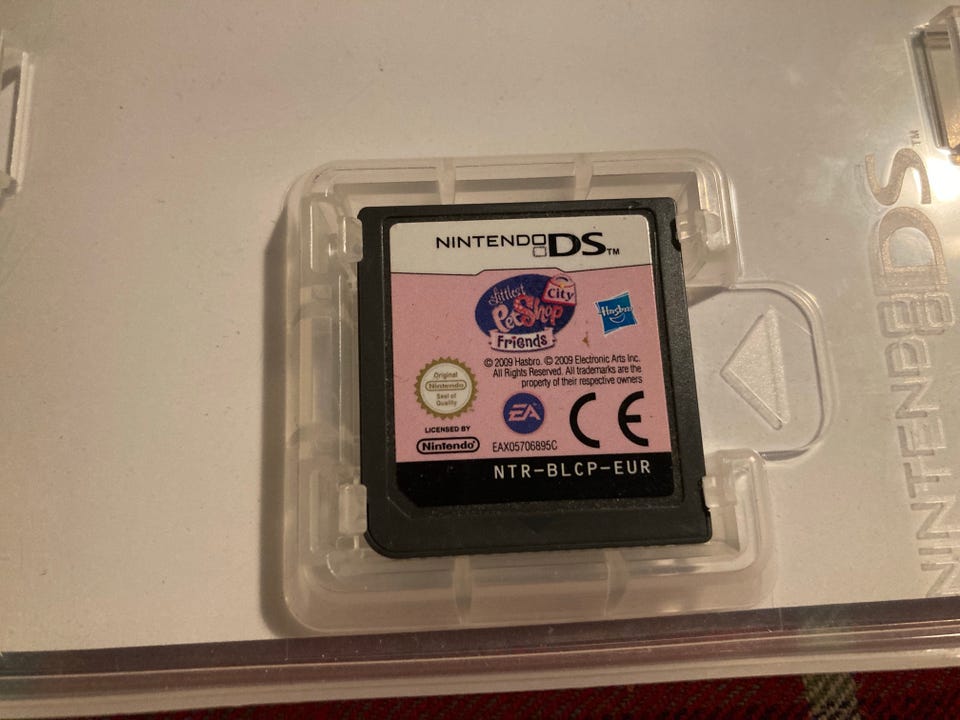 NINTENDO DS™
Littlest
PetShop
City
Friends
Hasbro
© 2009 Hasbro. © 2009 Electronic Arts Inc.
All Rights Reserved. All trademarks are the
property of their respective owners
Original
Nintendo
Seal of
Quality
LICENSED BY
Nintendo
EA
CE
EAX05706895C
NTR-BLCP-EUR
NINTENDO DS™